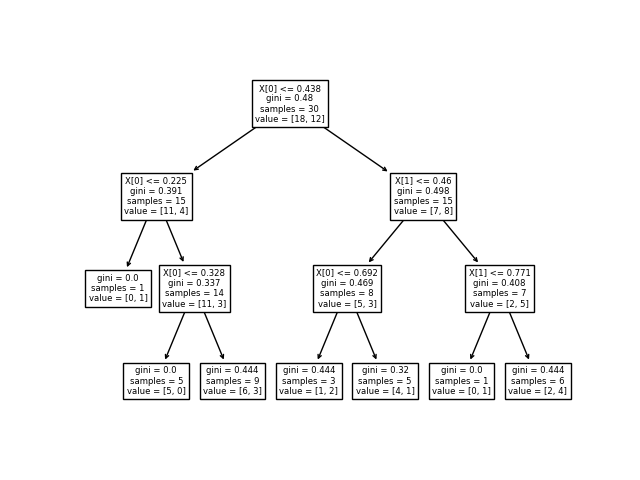 X[0] <= 0.438
gini = 0.48
samples = 30
value = [18, 12]
X[0] <= 0.225
gini = 0.391
samples = 15
value = [11, 4]
X[1] <= 0.46
gini = 0.498
samples = 15
value = [7, 8]
gini = 0.0
samples = 1
value = [0, 1]
X[0] <= 0.328
gini = 0.337
samples = 14
value = [11, 3]
X[0] <= 0.692
gini = 0.469
samples = 8
value = [5, 3]
X[1] <= 0.771
gini = 0.408
samples = 7
value = [2, 5]
gini = 0.0
samples = 5
value = [5, 0]
gini = 0.444
samples = 9
value = [6, 3]
gini = 0.444
samples = 3
value = [1, 2]
gini = 0.32
samples = 5
value = [4, 1]
gini = 0.0
samples = 1
value = [0, 1]
gini = 0.444
samples = 6
value = [2, 4]